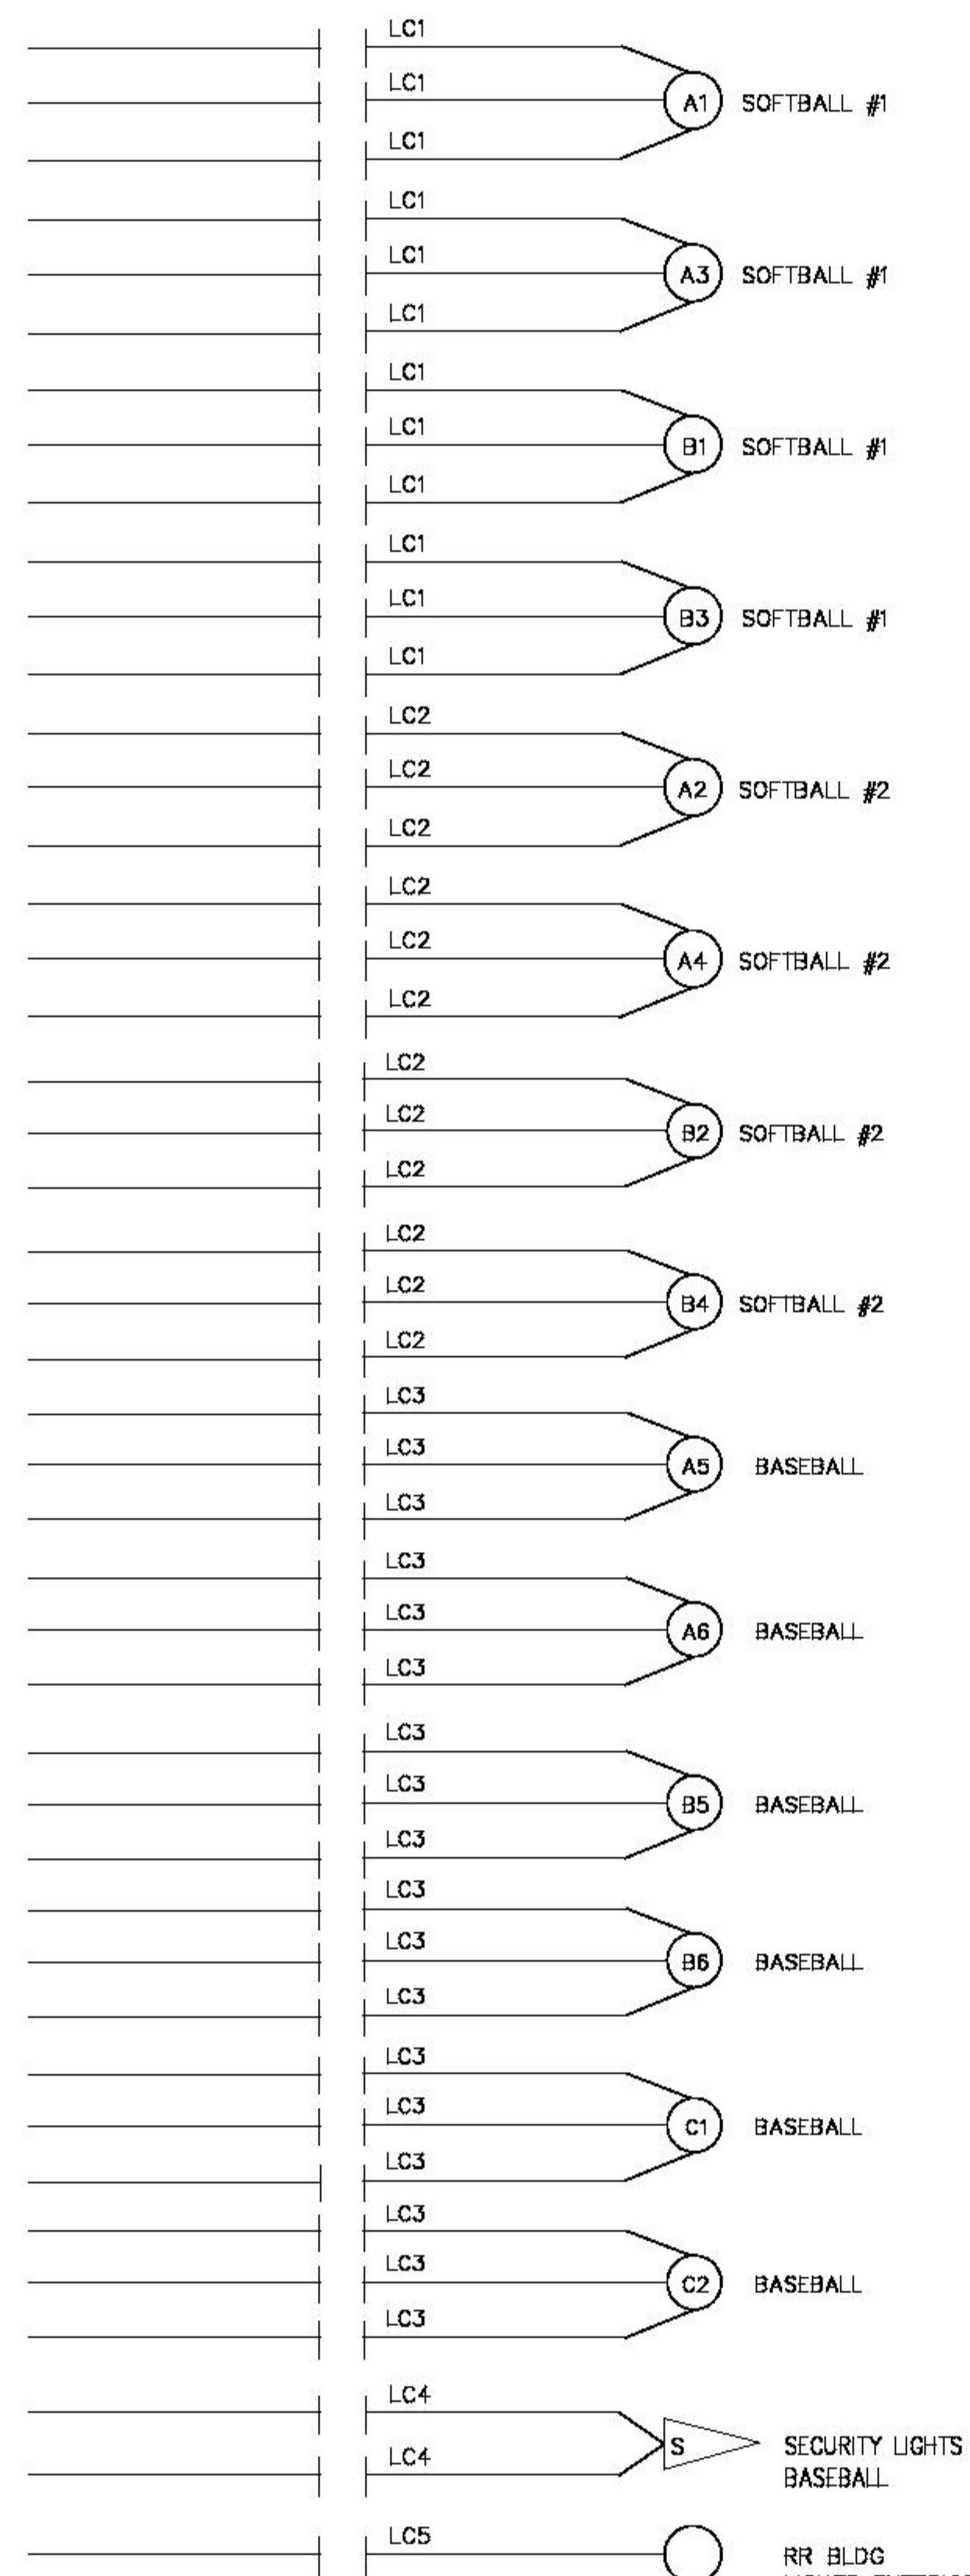 LC1
LC1
A1 SOFTBALL #1
LC1
LC1
LC1
A3 SOFTBALL #1
LC1
LC1
LC1
B1 SOFTBALL #1
LC1
LC1
LC1
B3 SOFTBALL #1
LC1
LC2
LC2
A2 SOFTBALL #2
LC2
LC2
LC2
A4 SOFTBALL #2
LC2
LC2
LC2
B2 SOFTBALL #2
LC2
LC2
LC2
B4 SOFTBALL #2
LC2
LC3
LC3
A5 BASEBALL
LC3
LC3
LC3
A6 BASEBALL
LC3
LC3
LC3
B5 BASEBALL
LC3
LC3
LC3
B6 BASEBALL
LC3
LC3
LC3
C1 BASEBALL
LC3
LC3
LC3
C2 BASEBALL
LC3
LC4
S SECURITY LIGHTS
LC4
BASEBALL
LC5
RR BLDG